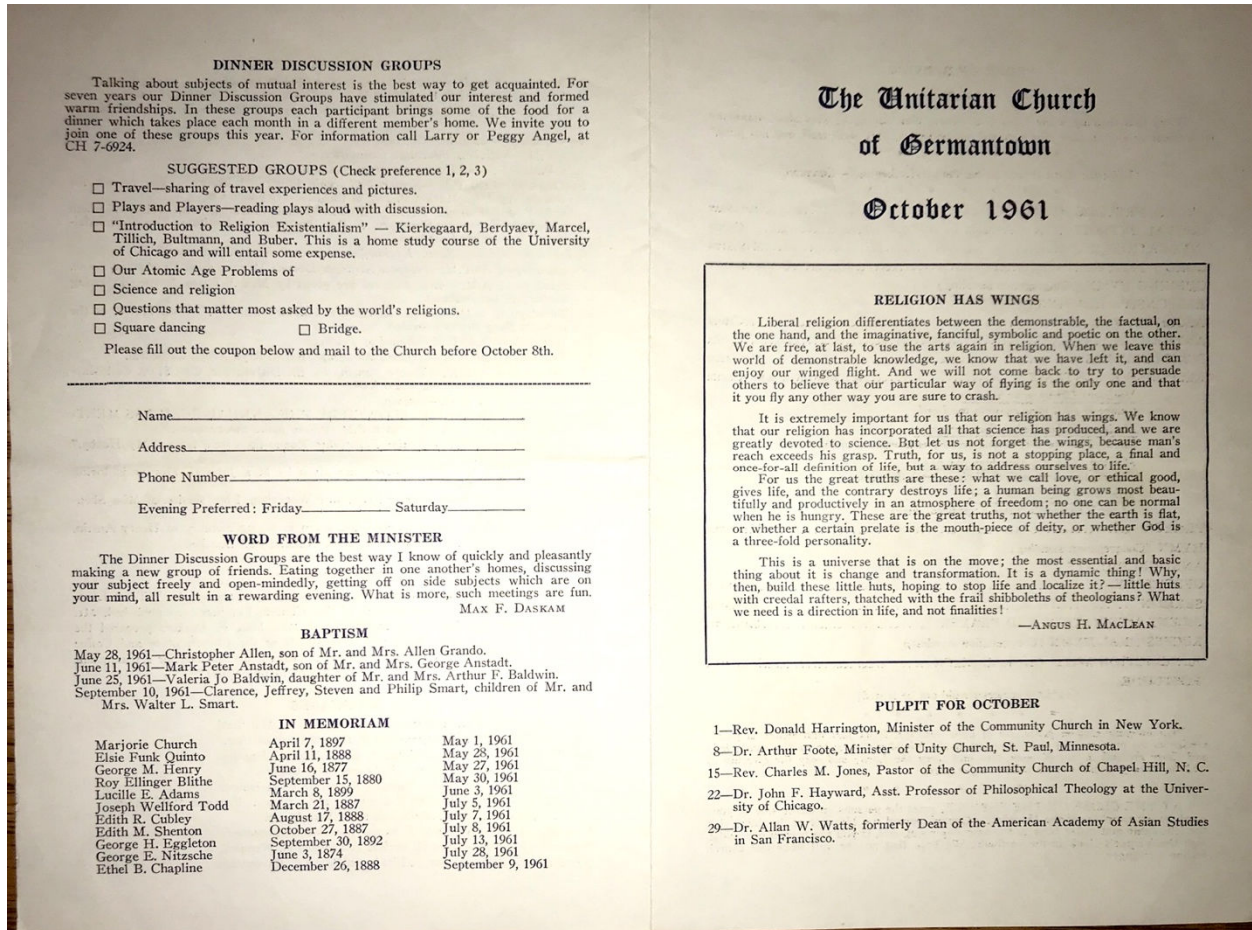 DINNER DISCUSSION GROUPS
Talking about subjects of mutual interest is the best way to get acquainted. For
seven years our Dinner Discussion Groups have stimulated our interest and formed
warm friendships. In these groups each participant brings some of the food for a
dinner which takes place each month in a different member's home. We invite you to
join one of these groups this year. For information call Larry or Peggy Angel, at
CH 7-6924.
SUGGESTED GROUPS (Check preference 1, 2, 3)
☐ Travel—sharing of travel experiences and pictures.
☐ Plays and Players—reading plays aloud with discussion.
☐ "Introduction to Religion Existentialism" — Kierkegaard, Berdyaev, Marcel,
Tillich, Bultmann, and Buber. This is a home study course of the University
of Chicago and will entail some expense.
☐ Our Atomic Age Problems of
☐ Science and religion
☐ Questions that matter most asked by the world's religions.
☐ Square dancing ☐ Bridge.
Please fill out the coupon below and mail to the Church before October 8th.
Name
Address
Phone Number
Evening Preferred: Friday Saturday
WORD FROM THE MINISTER
The Dinner Discussion Groups are the best way I know of quickly and pleasantly
making a new group of friends. Eating together in one another's homes, discussing
your subject freely and open-mindedly, getting off on side subjects which are on
your mind, all result in a rewarding evening. What is more, such meetings are fun.
MAX F. DASKAM
BAPTISM
May 28, 1961—Christopher Allen, son of Mr. and Mrs. Allen Grando.
June 11, 1961—Mark Peter Anstadt, son of Mr. and Mrs. George Anstadt.
June 25, 1961—Valeria Jo Baldwin, daughter of Mr. and Mrs. Arthur F. Baldwin.
September 10, 1961—Clarence, Jeffrey, Steven and Philip Smart, children of Mr. and
Mrs. Walter L. Smart.
IN MEMORIAM
Marjorie Church April 7, 1897 May 1, 1961
Elsie Funk Quinto April 11, 1888 May 28, 1961
George M. Henry June 16, 1877 May 27, 1961
Roy Ellinger Blithe September 15, 1880 May 30, 1961
Lucille E. Adams March 8, 1899 June 3, 1961
Joseph Wellford Todd March 21, 1887 July 5, 1961
Edith R. Cubley August 17, 1888 July 7, 1961
Edith M. Shenton October 27, 1887 July 8, 1961
George H. Eggleton September 30, 1892 July 13, 1961
George E. Nitzsche June 3, 1874 July 28, 1961
Ethel B. Chapline December 26, 1888 September 9, 1961
The Unitarian Church
of Germantown
October 1961
RELIGION HAS WINGS
Liberal religion differentiates between the demonstrable, the factual, on
the one hand, and the imaginative, fanciful, symbolic and poetic on the other.
We are free, at last, to use the arts again in religion. When we leave this
world of demonstrable knowledge, we know that we have left it, and can
enjoy our winged flight. And we will not come back to try to persuade
others to believe that our particular way of flying is the only one and that
it you fly any other way you are sure to crash.
It is extremely important for us that our religion has wings. We know
that our religion has incorporated all that science has produced, and we are
greatly devoted to science. But let us not forget the wings, because man's
reach exceeds his grasp. Truth, for us, is not a stopping place, a final and
once-for-all definition of life, but a way to address ourselves to life.
For us the great truths are these: what we call love, or ethical good,
gives life, and the contrary destroys life; a human being grows most beau-
tifully and productively in an atmosphere of freedom; no one can be normal
when he is hungry. These are the great truths, not whether the earth is flat,
or whether a certain prelate is the mouth-piece of deity, or whether God is
a three-fold personality.
This is a universe that is on the move; the most essential and basic
thing about it is change and transformation. It is a dynamic thing! Why,
then, build these little huts, hoping to stop life and localize it? — little huts
with creedal rafters, thatched with the frail shibboleths of theologians? What
we need is a direction in life, and not finalities!
—ANGUS H. MACLEAN
PULPIT FOR OCTOBER
1—Rev. Donald Harrington, Minister of the Community Church in New York.
8—Dr. Arthur Foote, Minister of Unity Church, St. Paul, Minnesota.
15—Rev. Charles M. Jones, Pastor of the Community Church of Chapel Hill, N. C.
22—Dr. John F. Hayward, Asst. Professor of Philosophical Theology at the Univer-
sity of Chicago.
29—Dr. Allan W. Watts, formerly Dean of the American Academy of Asian Studies
in San Francisco.